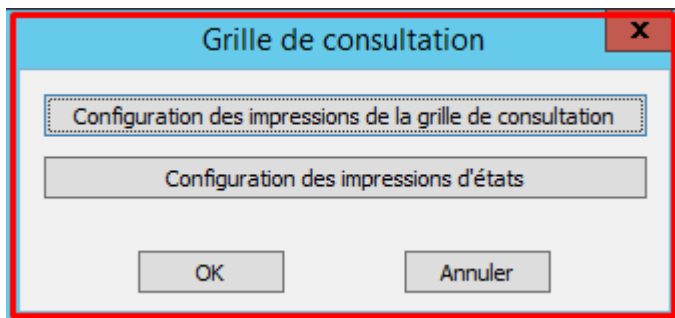 Grille de consultation
x
Configuration des impressions de la grille de consultation
Configuration des impressions d'états
OK
Annuler